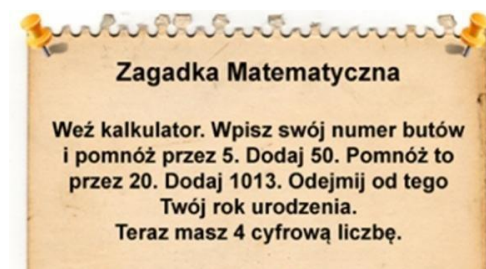 Zagadka Matematyczna
Weź kalkulator. Wpisz swój numer butów
i pomnóż przez 5. Dodaj 50. Pomnóż to
przez 20. Dodaj 1013. Odejmij od tego
Twój rok urodzenia.
Teraz masz 4 cyfrową liczbę.